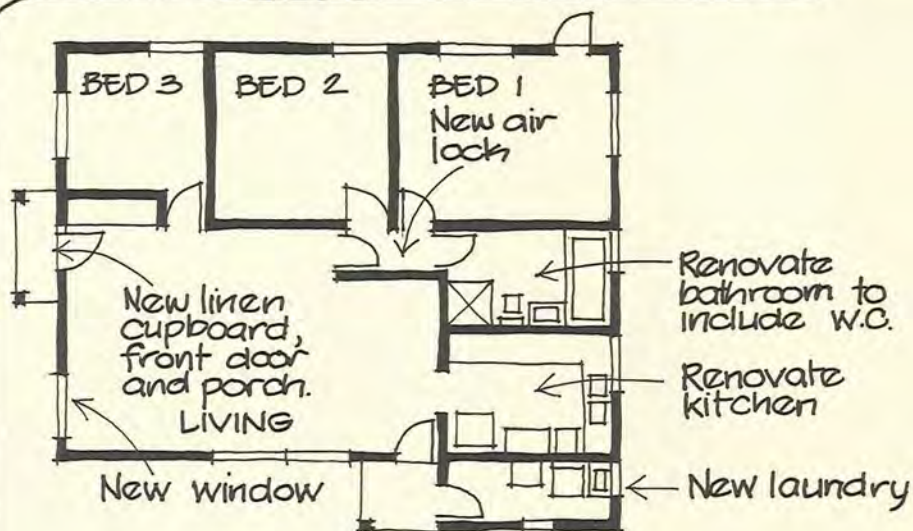 BED 3
BED 2
BED 1
New air
lock
New linen
cupboard,
front door
and porch.
LIVING
Renovate
bathroom to
include W.C.
Renovate
kitchen
New window
New laundry